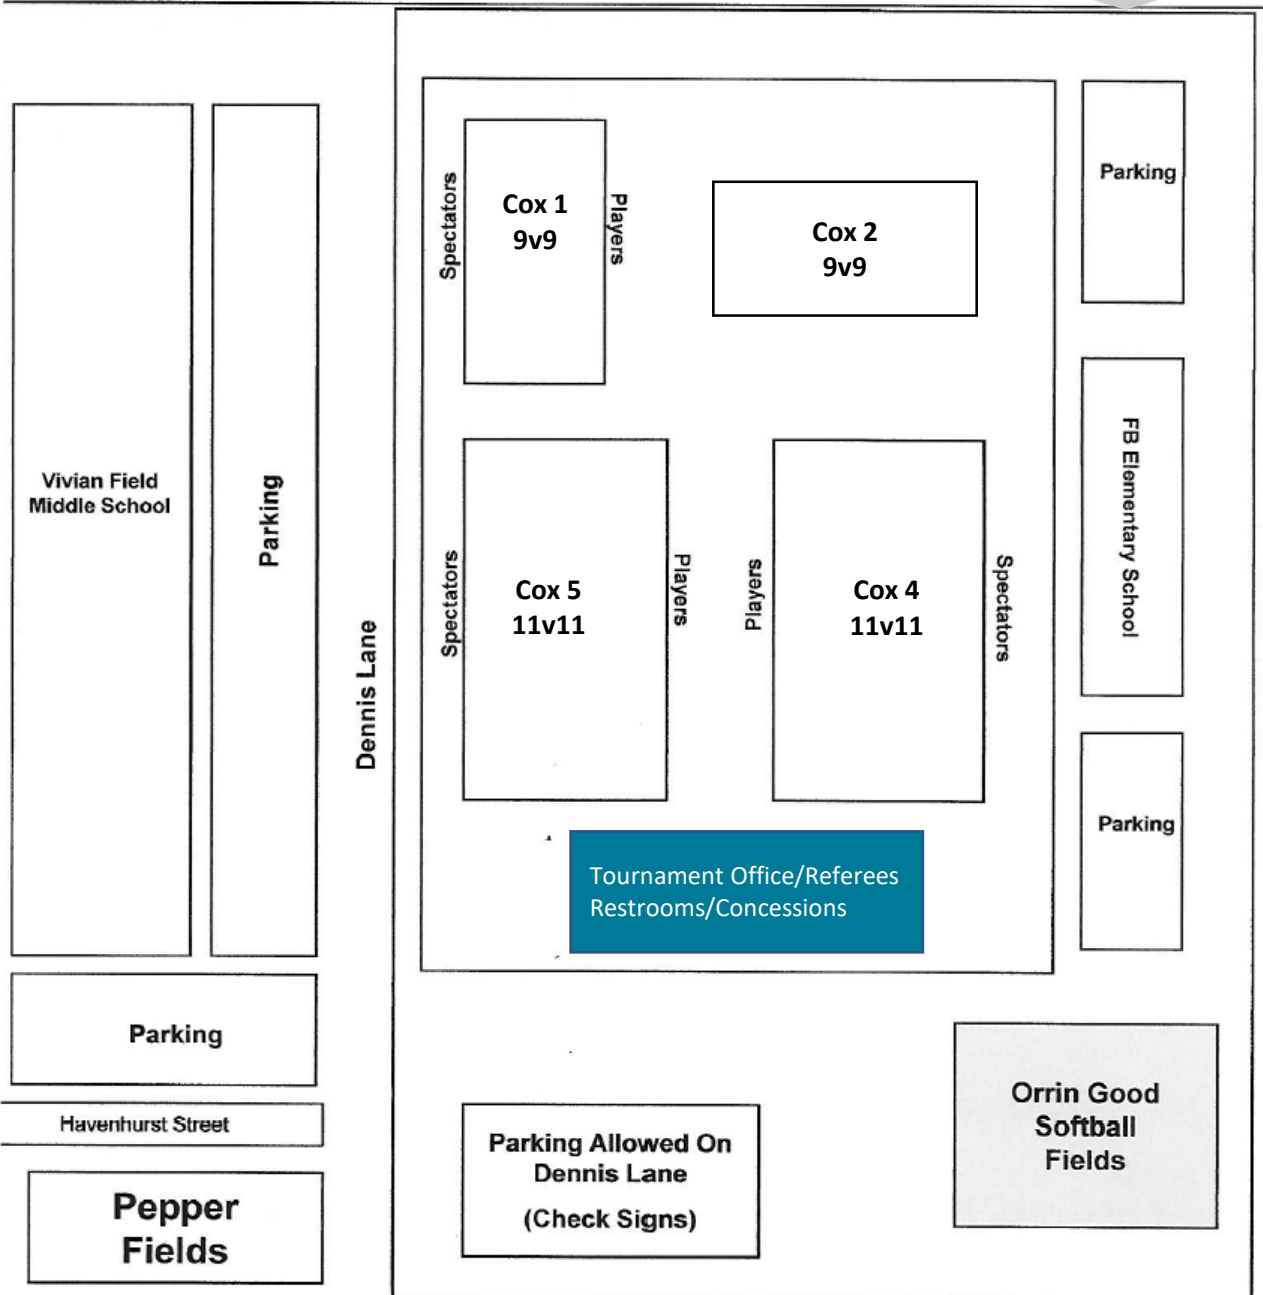 Cox 1
9v9
Spectators
Players
Cox 2
9v9
Parking
Vivian Field
Middle School
Parking
Dennis Lane
Spectators
Cox 5
11v11
Players
Players
Cox 4
11v11
Spectators
FB Elementary School
Parking
Tournament Office/Referees
Restrooms/Concessions
Parking
Havenhurst Street
Pepper
Fields
Parking Allowed On
Dennis Lane
(Check Signs)
Orrin Good
Softball
Fields